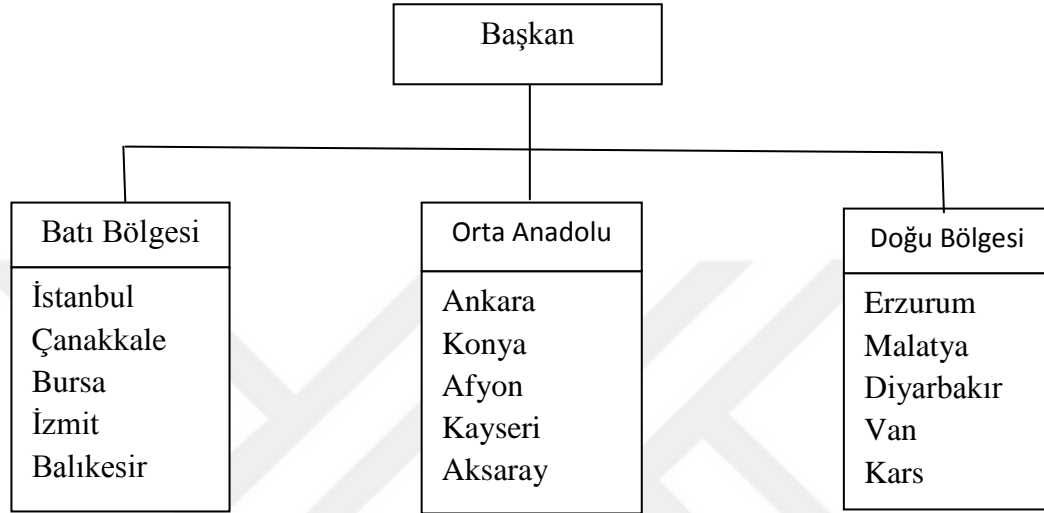 Başkan
Batı Bölgesi
İstanbul
Çanakkale
Bursa
İzmit
Balıkesir
Orta Anadolu
Ankara
Konya
Afyon
Kayseri
Aksaray
Doğu Bölgesi
Erzurum
Malatya
Diyarbakır
Van
Kars